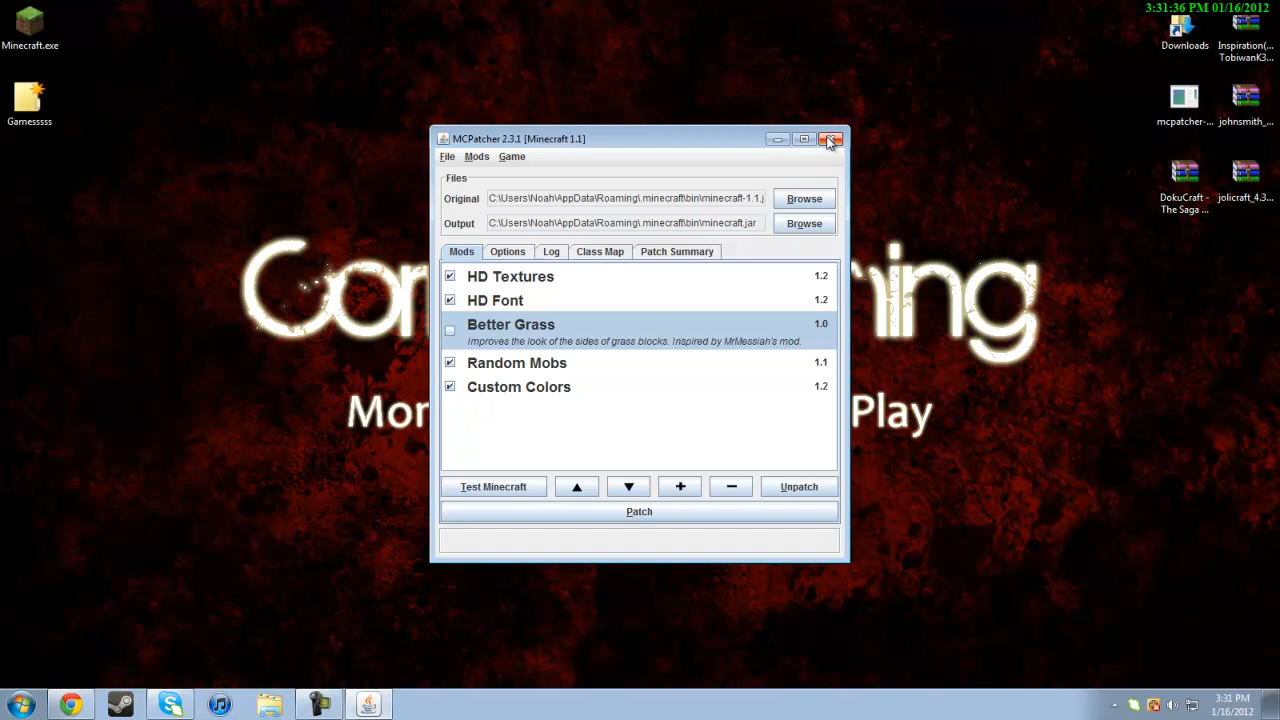 3:31:36 PM 01/16/2012
Minecraft.exe
Gamesssss
Downloads
Inspiration(...
TobiwanK3...
mcpatcher-...
johnsmith_...
DokuCraft -
The Saga ...
jolicraft_4.3...
MCPatcher 2.3.1 [Minecraft 1.1]
File Mods Game
Files
Original C:\Users\Noah\AppData\Roaming\.minecraft\bin\minecraft-1.1.j Browse
Output C:\Users\Noah\AppData\Roaming\.minecraft\bin\minecraft.jar Browse
Mods Options Log Class Map Patch Summary
HD Textures 1.2
HD Font 1.2
Better Grass 1.0
Improves the look of the sides of grass blocks. Inspired by MrMessiah's mod.
Random Mobs 1.1
Custom Colors 1.2
Test Minecraft + − Unpatch
Patch
Play
3:31 PM
1/16/2012